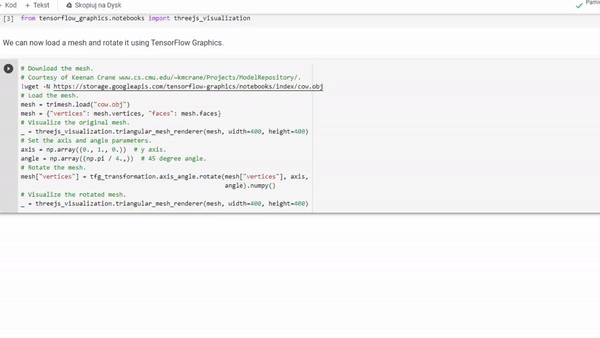 Kod + Tekst Skopiuj na Dysk
[3] from tensorflow_graphics.notebooks import threejs_visualization
We can now load a mesh and rotate it using TensorFlow Graphics.
# Download the mesh.
# Courtesy of Keenan Crane www.cs.cmu.edu/~kmcrane/Projects/ModelRepository/.
!wget -N https://storage.googleapis.com/tensorflow-graphics/notebooks/index/cow.obj
# Load the mesh.
mesh = trimesh.load("cow.obj")
mesh = {"vertices": mesh.vertices, "faces": mesh.faces}
# Visualize the original mesh.
_ = threejs_visualization.triangular_mesh_renderer(mesh, width=400, height=400)
# Set the axis and angle parameters.
axis = np.array((0., 1., 0.))  # y axis.
angle = np.array((np.pi / 4.,))  # 45 degree angle.
# Rotate the mesh.
mesh["vertices"] = tfg_transformation.axis_angle.rotate(mesh["vertices"], axis,
angle).numpy()
# Visualize the rotated mesh.
_ = threejs_visualization.triangular_mesh_renderer(mesh, width=400, height=400)